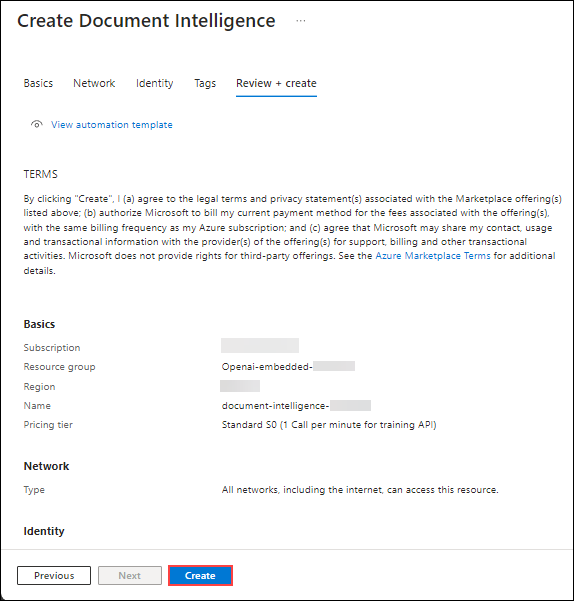 Create Document Intelligence ...
Basics Network Identity Tags Review + create
View automation template
TERMS
By clicking "Create", I (a) agree to the legal terms and privacy statement(s) associated with the Marketplace offering(s)
listed above; (b) authorize Microsoft to bill my current payment method for the fees associated with the offering(s),
with the same billing frequency as my Azure subscription; and (c) agree that Microsoft may share my contact, usage
and transactional information with the provider(s) of the offering(s) for support, billing and other transactional
activities. Microsoft does not provide rights for third-party offerings. See the Azure Marketplace Terms for additional
details.
Basics
Subscription
Resource group Openai-embedded-
Region
Name document-intelligence-
Pricing tier Standard S0 (1 Call per minute for training API)
Network
Type All networks, including the internet, can access this resource.
Identity
Previous Next Create